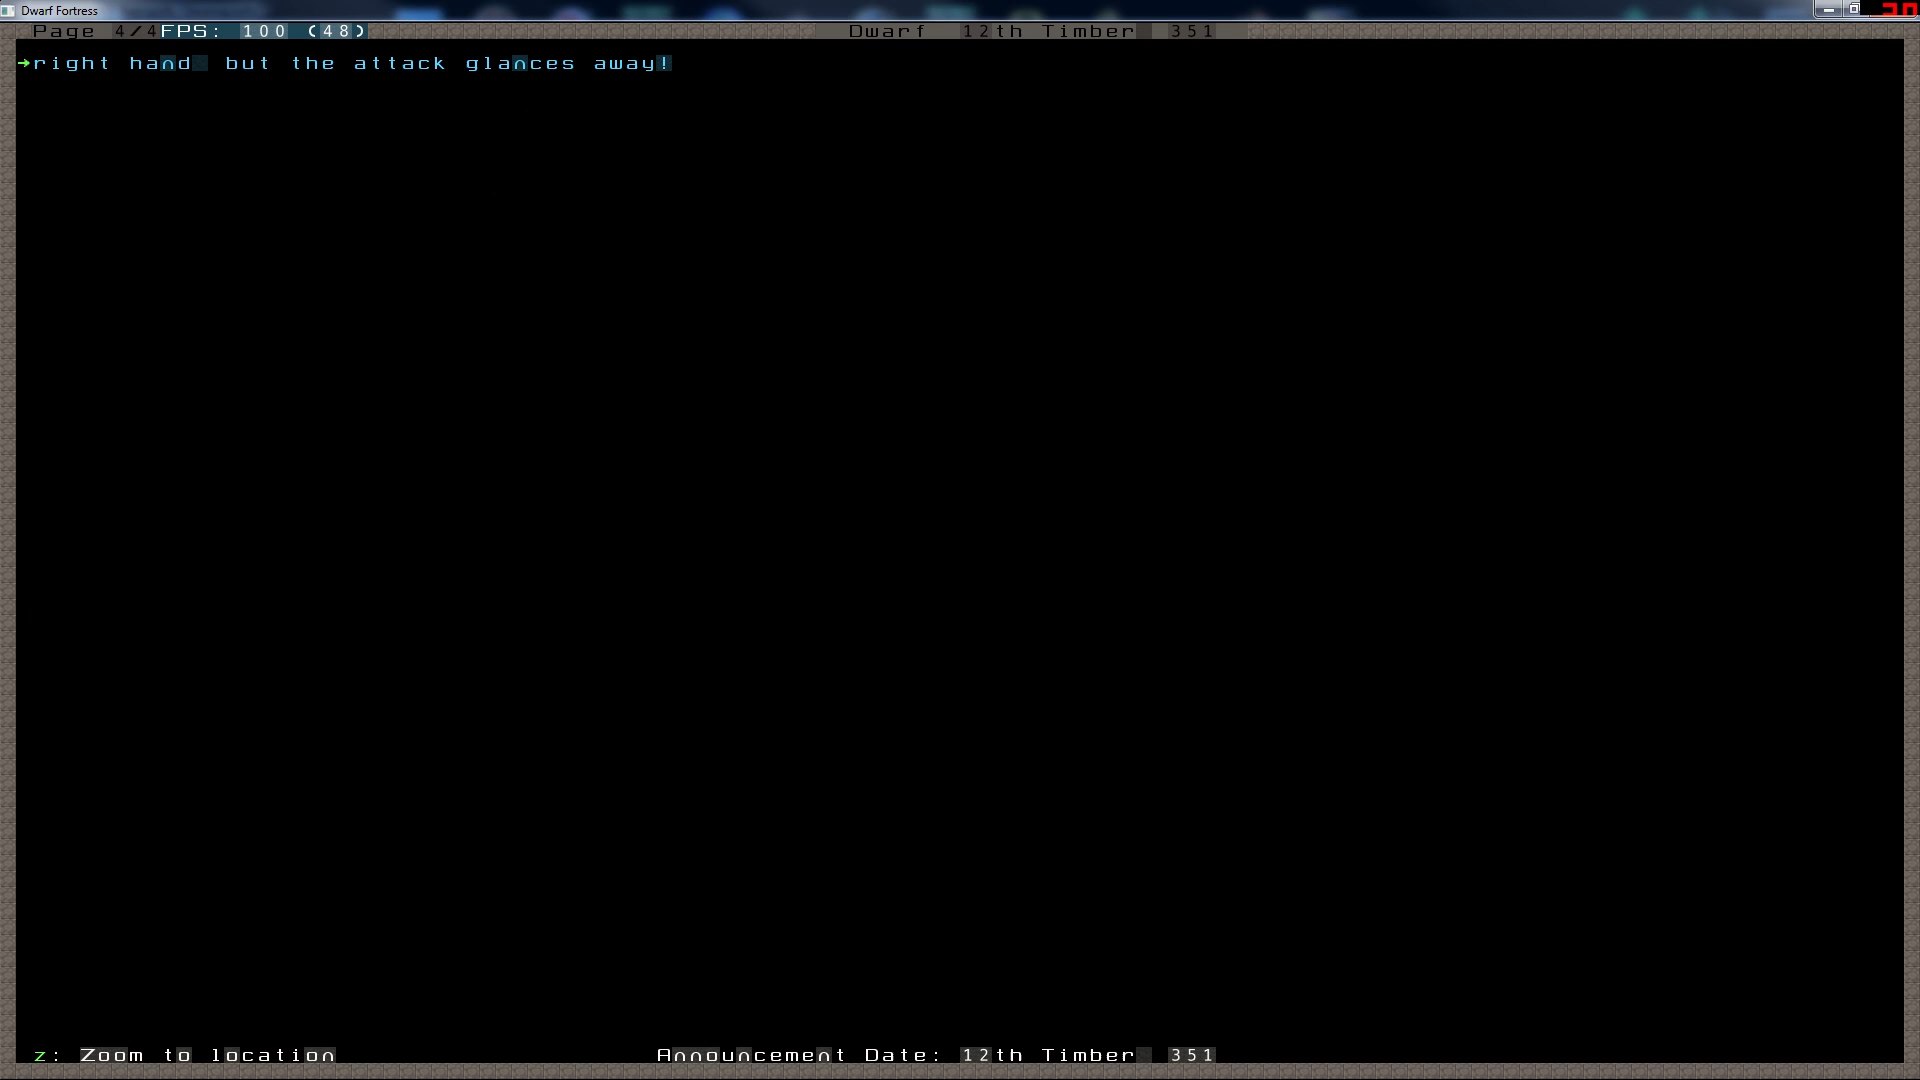 Dwarf Fortress
Page 4/4FPS: 100 (48) Dwarf 12th Timber 351
→right hand but the attack glances away!
z: Zoom to location Announcement Date: 12th Timber 351